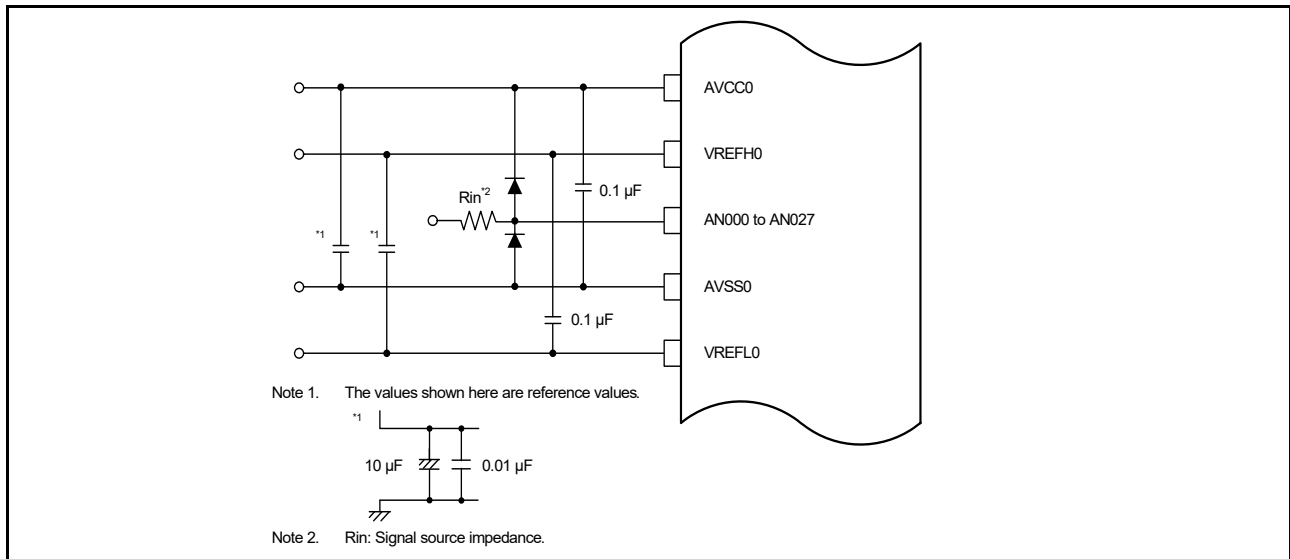 AVCC0
VREFH0
0.1 µF
Rin*2
AN000 to AN027
*1 *1
AVSS0
0.1 µF
VREFL0
Note 1. The values shown here are reference values.
*1
10 µF 0.01 µF
Note 2. Rin: Signal source impedance.